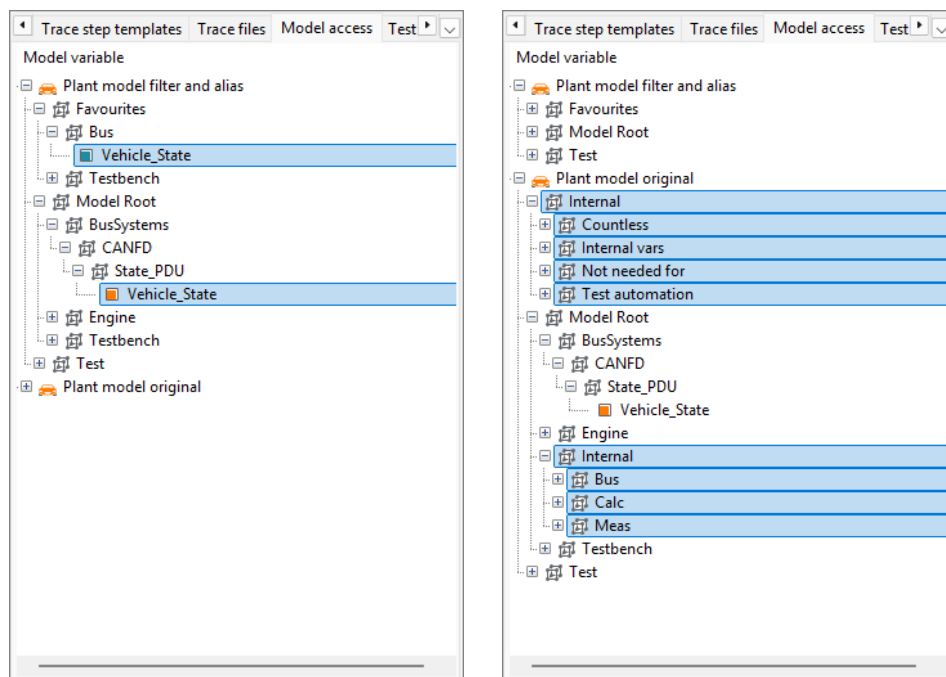 Trace step templates Trace files Model access Test
Model variable
Plant model filter and alias
Favourites
Bus
Vehicle_State
Testbench
Model Root
BusSystems
CANFD
State_PDU
Vehicle_State
Engine
Testbench
Test
Plant model original
Trace step templates Trace files Model access Test
Model variable
Plant model filter and alias
Favourites
Model Root
Test
Plant model original
Internal
Countless
Internal vars
Not needed for
Test automation
Model Root
BusSystems
CANFD
State_PDU
Vehicle_State
Engine
Internal
Bus
Calc
Meas
Testbench
Test